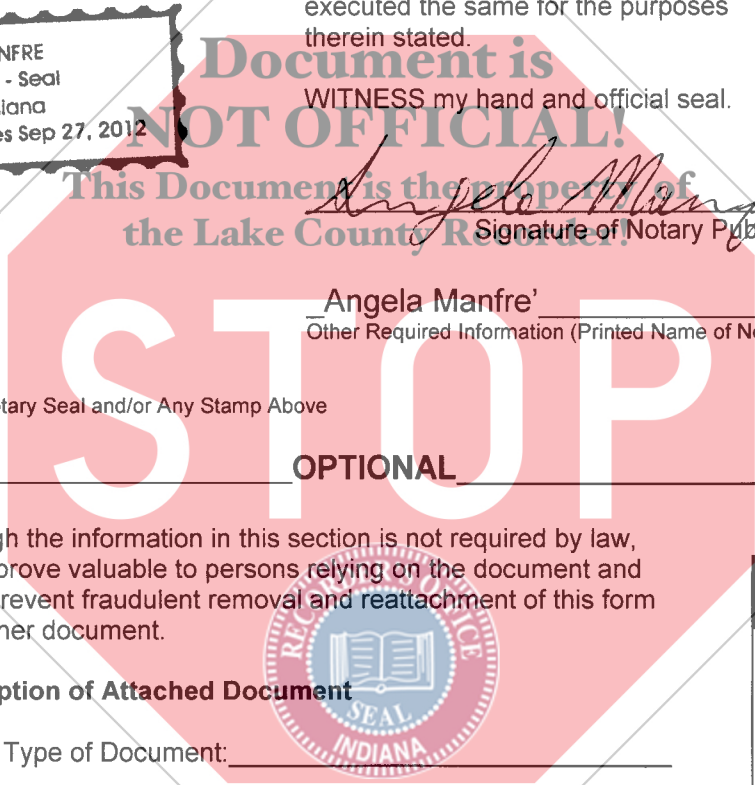 executed the same for the purposes
therein stated.
NFRE
- Seal
iana
es Sep 27, 2012
Document is
NOT OFFICIAL!
WITNESS my hand and official seal.
This Document is the property of
the Lake County Recorder!
Angela Man
Signature of Notary Pub
_Angela Manfre’
Other Required Information (Printed Name of No
STOP
tary Seal and/or Any Stamp Above
OPTIONAL
gh the information in this section is not required by law,
prove valuable to persons relying on the document and
revent fraudulent removal and reattachment of this form
her document.
RECORDER'S OFFICE
SEAL
INDIANA
ption of Attached Document
Type of Document: